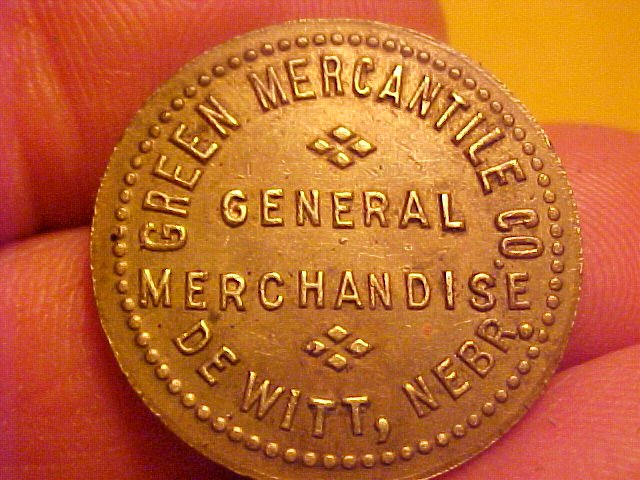 GREEN MERCANTILE CO.
GENERAL
MERCHANDISE
DE WITT, NEBR.